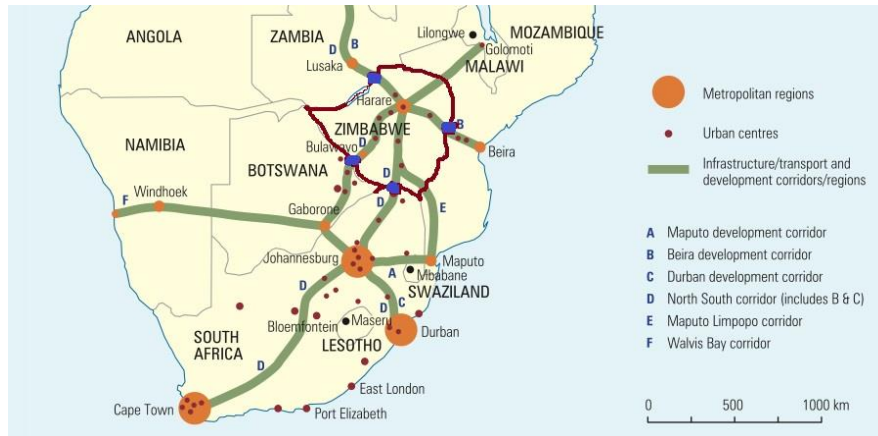 ANGOLA
ZAMBIA
Lilongwe
MOZAMBIQUE
D B
Golomoti
Lusaka
MALAWI
Harare
ZIMBABWE
B
NAMIBIA
Bulawayo
D
Beira
BOTSWANA
D
Windhoek
F
D
E
Gaborone
Johannesburg
Maputo
A
Mbabane
SWAZILAND
D
D C
Bloemfontein
Maseru
Durban
SOUTH
AFRICA
LESOTHO
D
East London
Cape Town
Port Elizabeth
Metropolitan regions
Urban centres
Infrastructure/transport and
development corridors/regions
A Maputo development corridor
B Beira development corridor
C Durban development corridor
D North South corridor (includes B & C)
E Maputo Limpopo corridor
F Walvis Bay corridor
0 500 1000 km